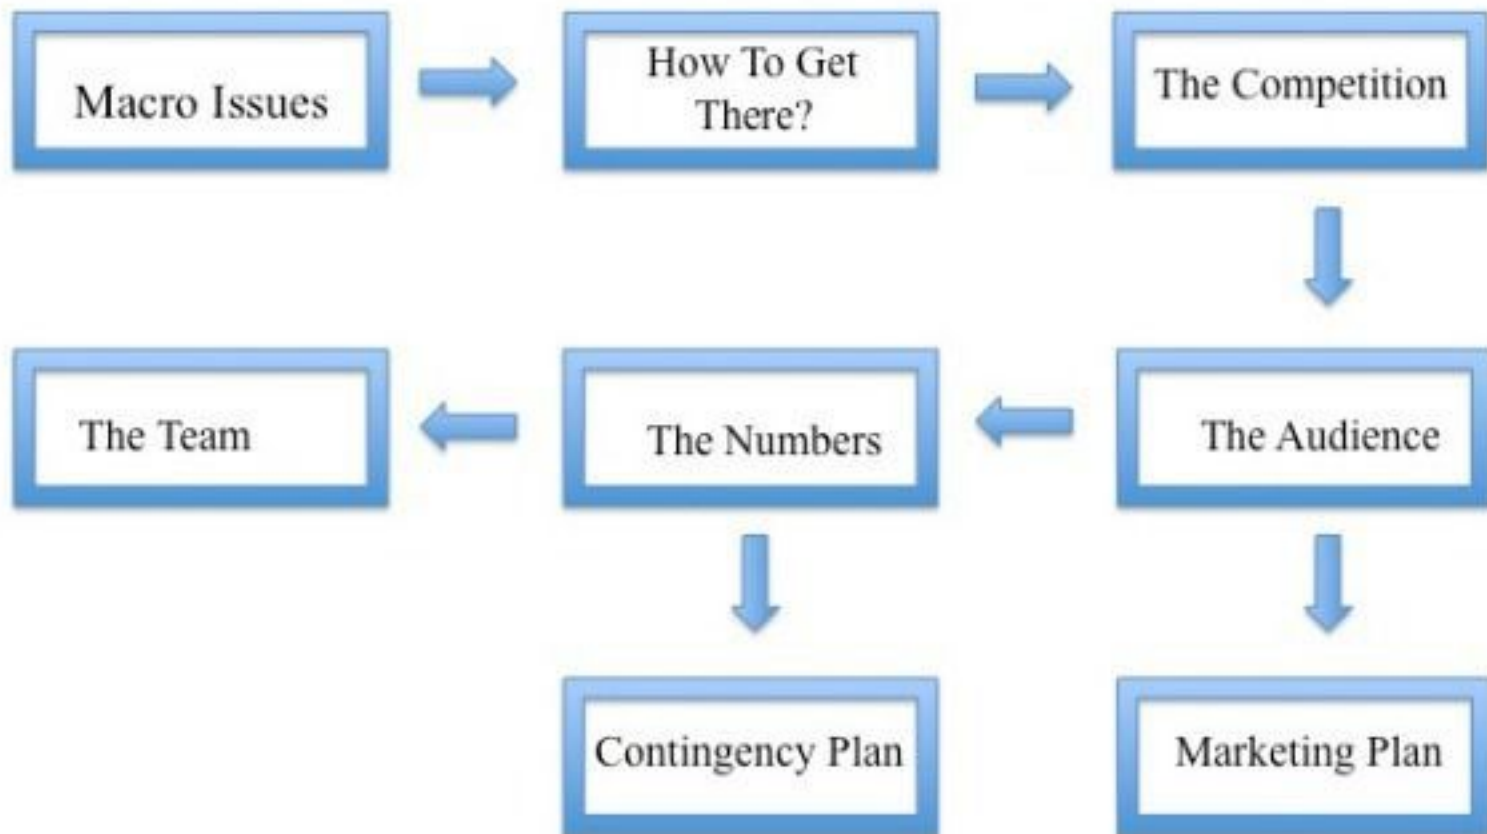 Macro Issues
How To Get
There?
The Competition
The Team
The Numbers
The Audience
Contingency Plan
Marketing Plan